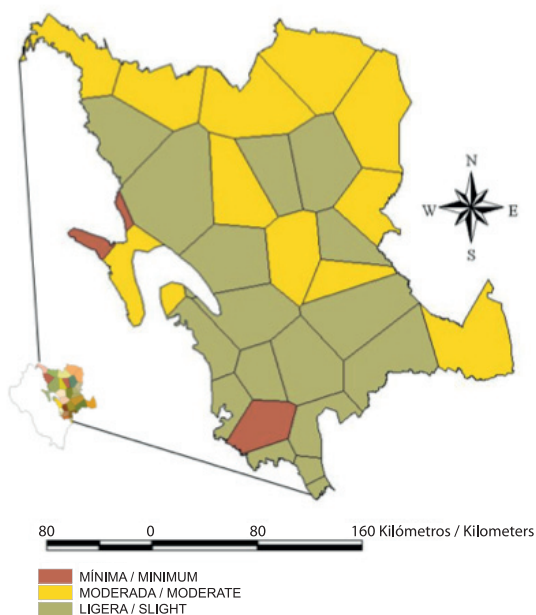 N
W E
S
80 0 80 160 Kilómetros / Kilometers
MÍNIMA / MINIMUM
MODERADA / MODERATE
LIGERA / SLIGHT